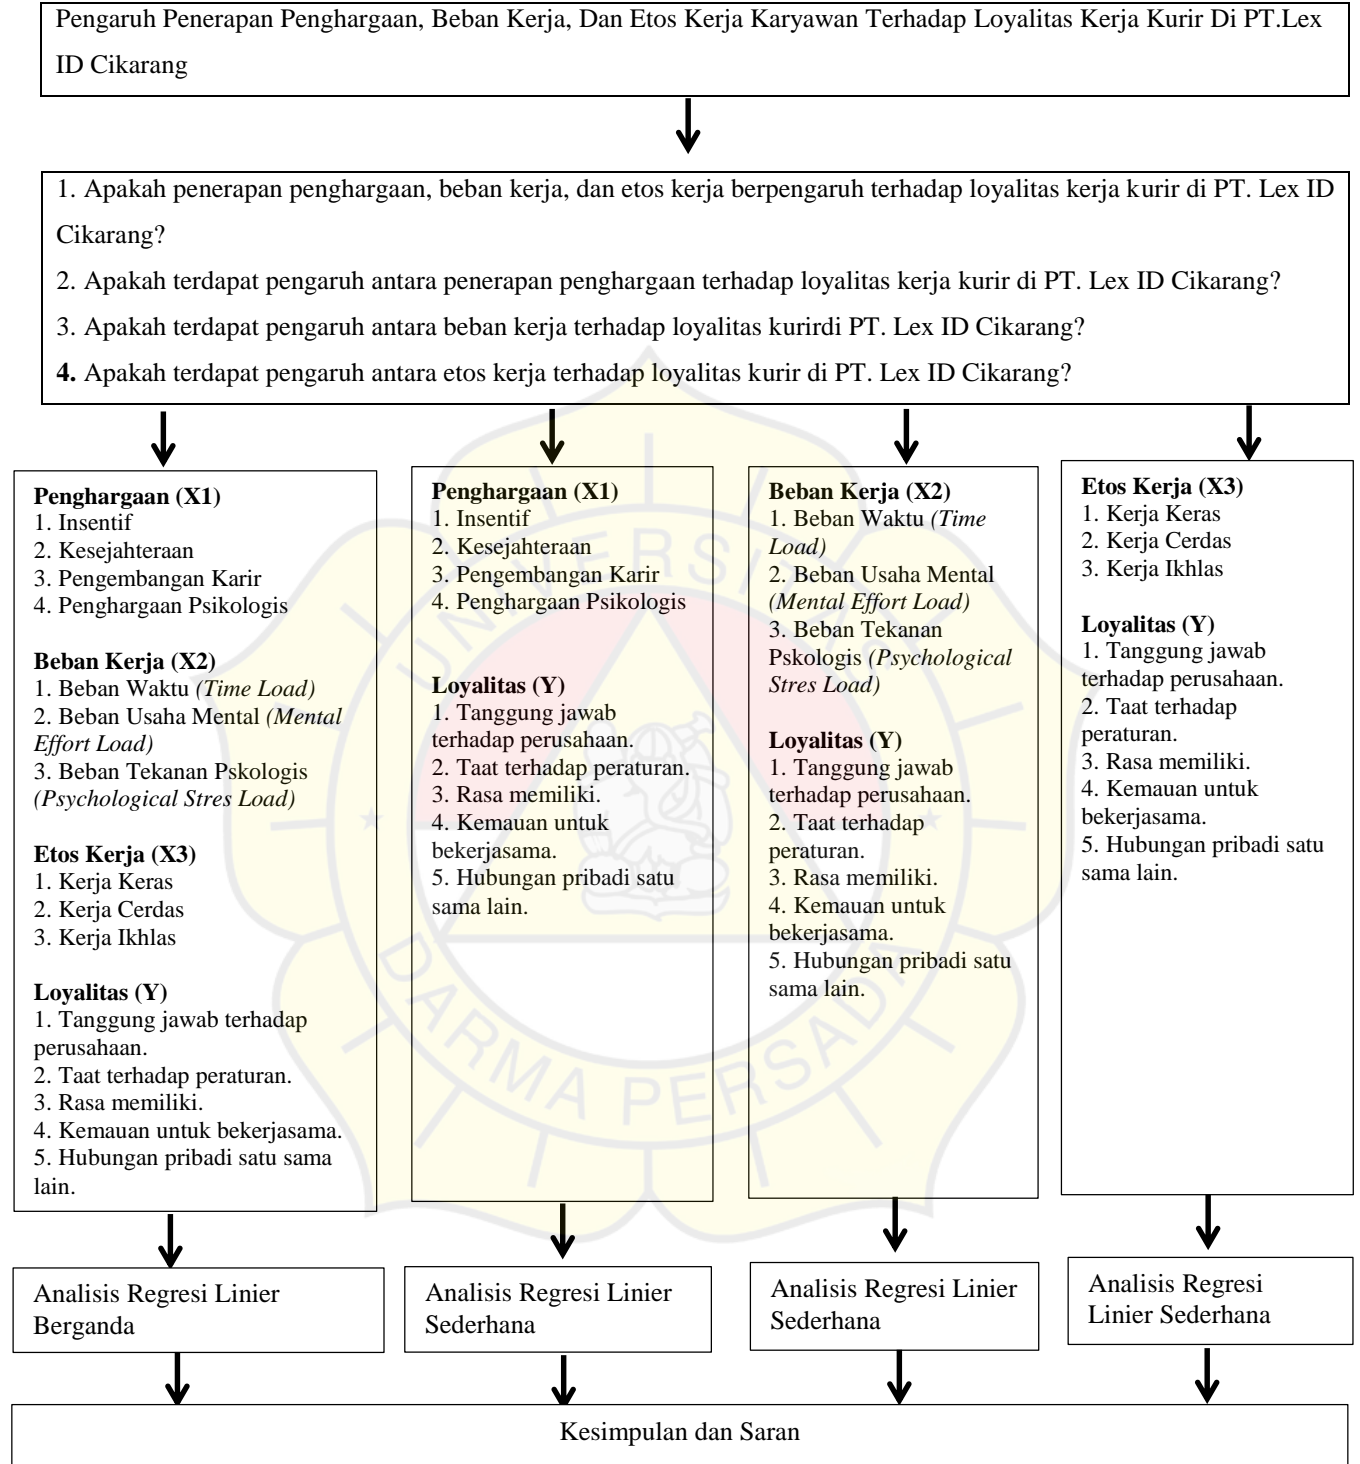 Pengaruh Penerapan Penghargaan, Beban Kerja, Dan Etos Kerja Karyawan Terhadap Loyalitas Kerja Kurir Di PT.Lex
ID Cikarang
1. Apakah penerapan penghargaan, beban kerja, dan etos kerja berpengaruh terhadap loyalitas kerja kurir di PT. Lex ID
Cikarang?
2. Apakah terdapat pengaruh antara penerapan penghargaan terhadap loyalitas kerja kurir di PT. Lex ID Cikarang?
3. Apakah terdapat pengaruh antara beban kerja terhadap loyalitas kurirdi PT. Lex ID Cikarang?
4. Apakah terdapat pengaruh antara etos kerja terhadap loyalitas kurir di PT. Lex ID Cikarang?
Penghargaan (X1)
1. Insentif
2. Kesejahteraan
3. Pengembangan Karir
4. Penghargaan Psikologis
Beban Kerja (X2)
1. Beban Waktu (Time Load)
2. Beban Usaha Mental (Mental
Effort Load)
3. Beban Tekanan Pskologis
(Psychological Stres Load)
Etos Kerja (X3)
1. Kerja Keras
2. Kerja Cerdas
3. Kerja Ikhlas
Loyalitas (Y)
1. Tanggung jawab terhadap
perusahaan.
2. Taat terhadap peraturan.
3. Rasa memiliki.
4. Kemauan untuk bekerjasama.
5. Hubungan pribadi satu sama
lain.
Penghargaan (X1)
1. Insentif
2. Kesejahteraan
3. Pengembangan Karir
4. Penghargaan Psikologis
Loyalitas (Y)
1. Tanggung jawab
terhadap perusahaan.
2. Taat terhadap peraturan.
3. Rasa memiliki.
4. Kemauan untuk
bekerjasama.
5. Hubungan pribadi satu
sama lain.
Beban Kerja (X2)
1. Beban Waktu (Time
Load)
2. Beban Usaha Mental
(Mental Effort Load)
3. Beban Tekanan
Pskologis (Psychological
Stres Load)
Loyalitas (Y)
1. Tanggung jawab
terhadap perusahaan.
2. Taat terhadap
peraturan.
3. Rasa memiliki.
4. Kemauan untuk
bekerjasama.
5. Hubungan pribadi satu
sama lain.
Etos Kerja (X3)
1. Kerja Keras
2. Kerja Cerdas
3. Kerja Ikhlas
Loyalitas (Y)
1. Tanggung jawab
terhadap perusahaan.
2. Taat terhadap
peraturan.
3. Rasa memiliki.
4. Kemauan untuk
bekerjasama.
5. Hubungan pribadi satu
sama lain.
UNIVERSITAS
DARMA PERSADA
Analisis Regresi Linier
Berganda
Analisis Regresi Linier
Sederhana
Analisis Regresi Linier
Sederhana
Analisis Regresi
Linier Sederhana
Kesimpulan dan Saran